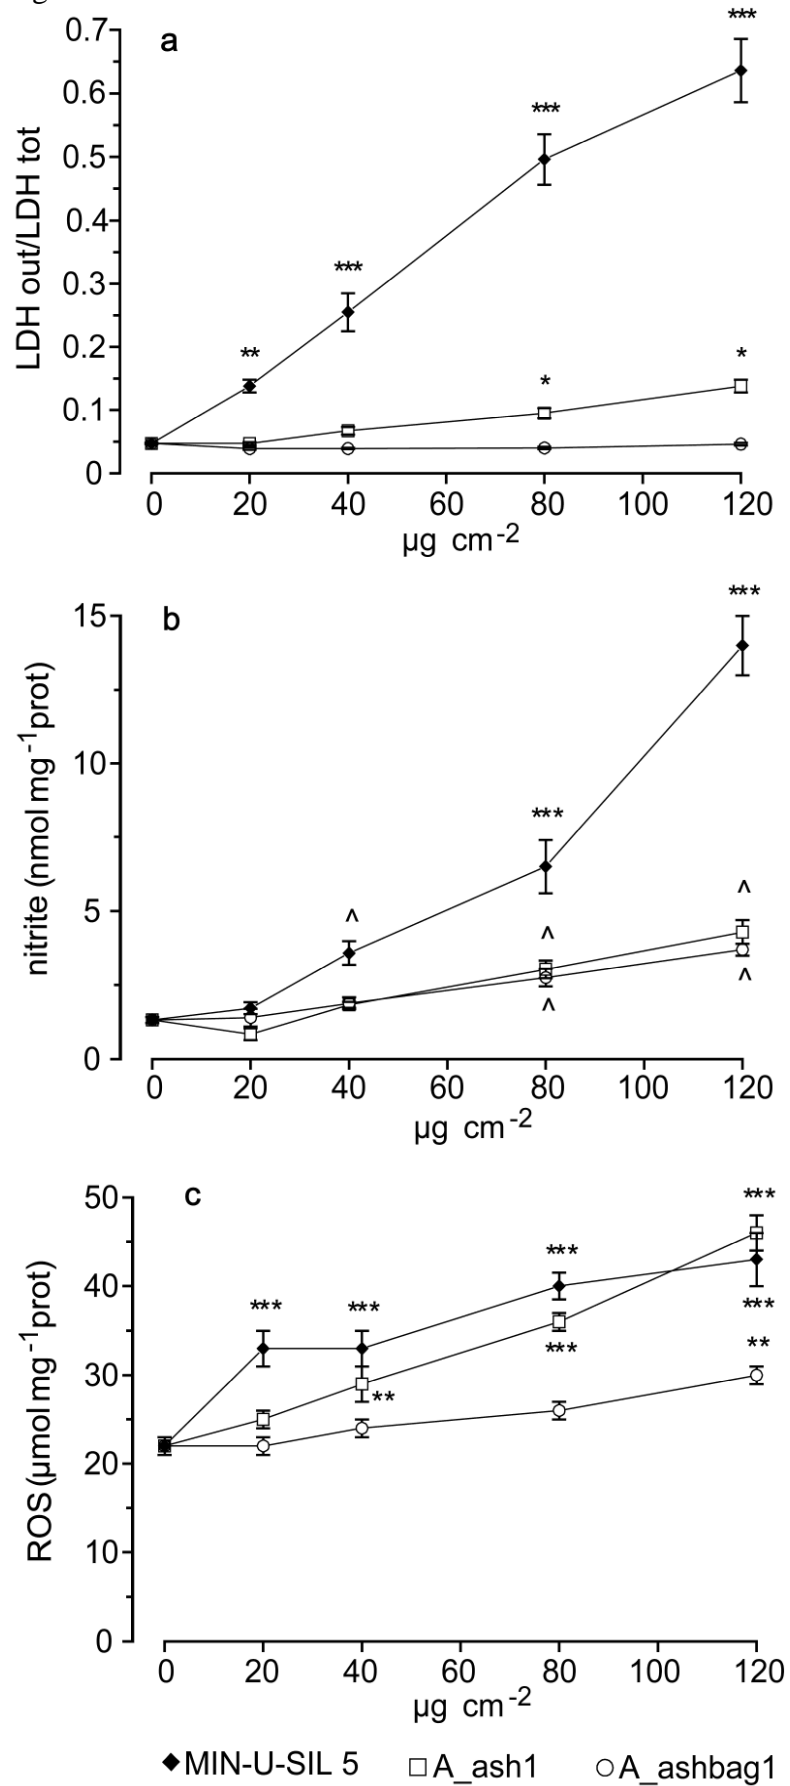 a
***
0.7
0.6
***
0.5
0.4
***
0.3
LDH out/LDH tot
**
*
*
0.2
0.1
0
0 20 40 60 80 100 120
µg cm-2
b
***
15
10
***
nitrite (nmol mg-1prot)
^
^
^
5
^
^
0
0 20 40 60 80 100 120
µg cm-2
c
***
50
***
40
*** ***
***
***
**
30
**
ROS (µmol mg-1prot)
20
10
0
0 20 40 60 80 100 120
µg cm-2
◆ MIN-U-SIL 5 □ A_ash1 ○ A_ashbag1